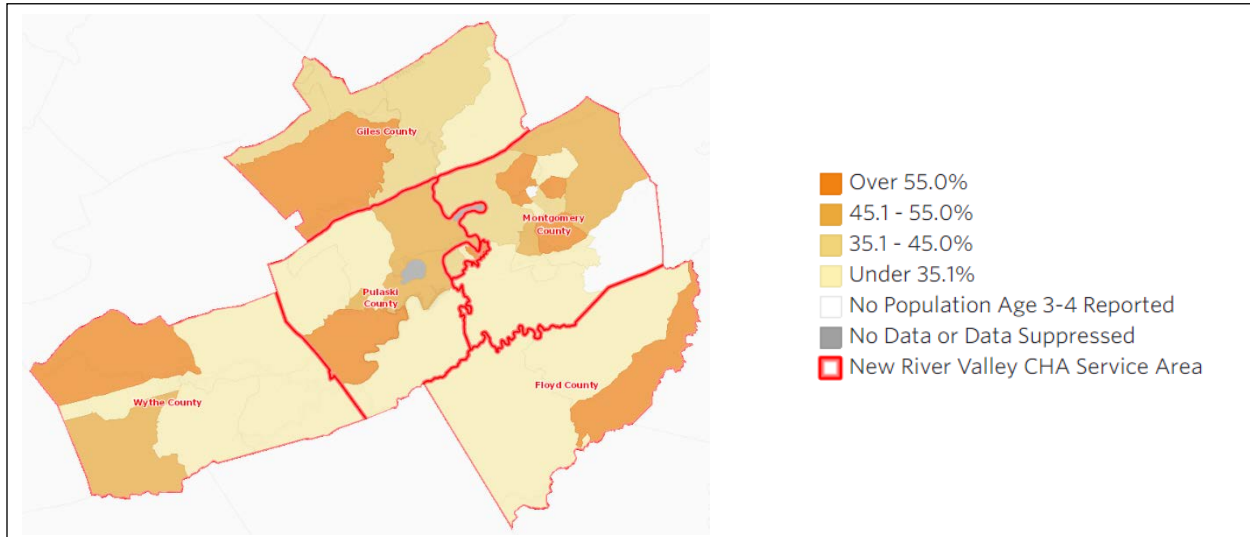 Giles County
Montgomery
County
Pulaski
County
Floyd County
Wythe County
Over 55.0%
45.1 - 55.0%
35.1 - 45.0%
Under 35.1%
No Population Age 3-4 Reported
No Data or Data Suppressed
New River Valley CHA Service Area